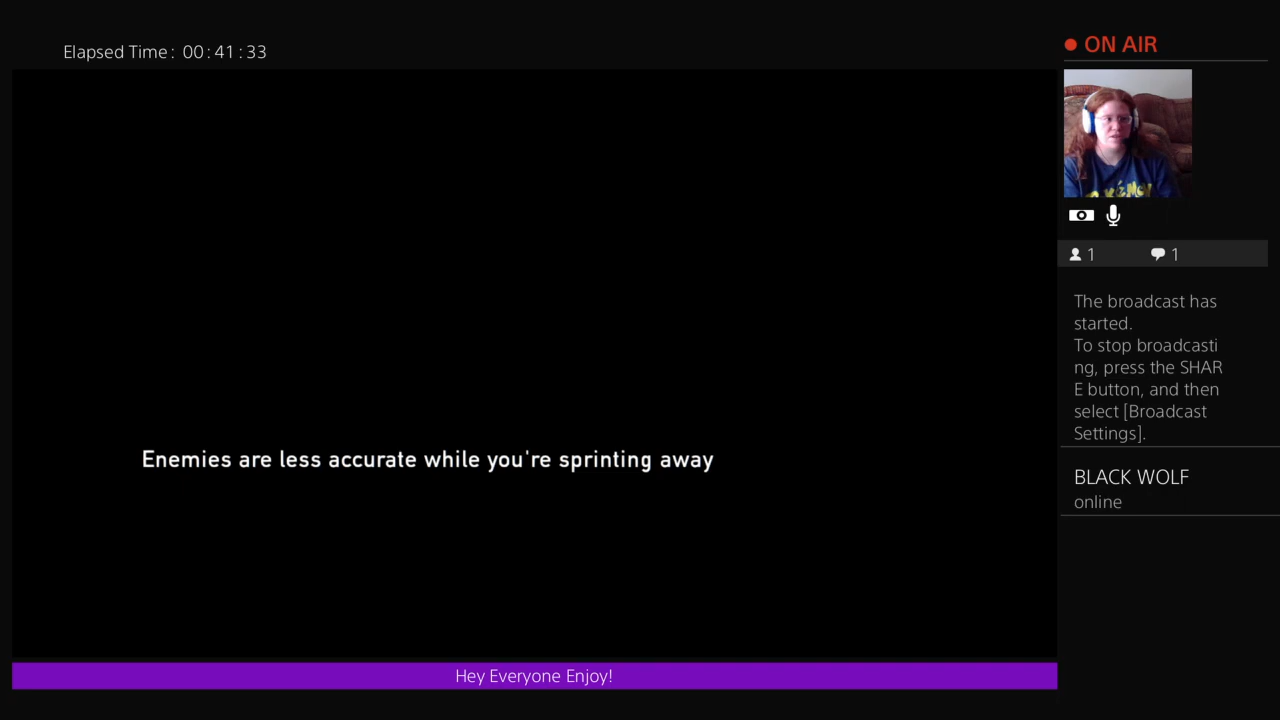 Elapsed Time: 00:41:33
ON AIR
POKéMON
1
1
The broadcast has
started.
To stop broadcasti
ng, press the SHAR
E button, and then
select [Broadcast
Settings].
Enemies are less accurate while you're sprinting away
BLACK WOLF
online
Hey Everyone Enjoy!